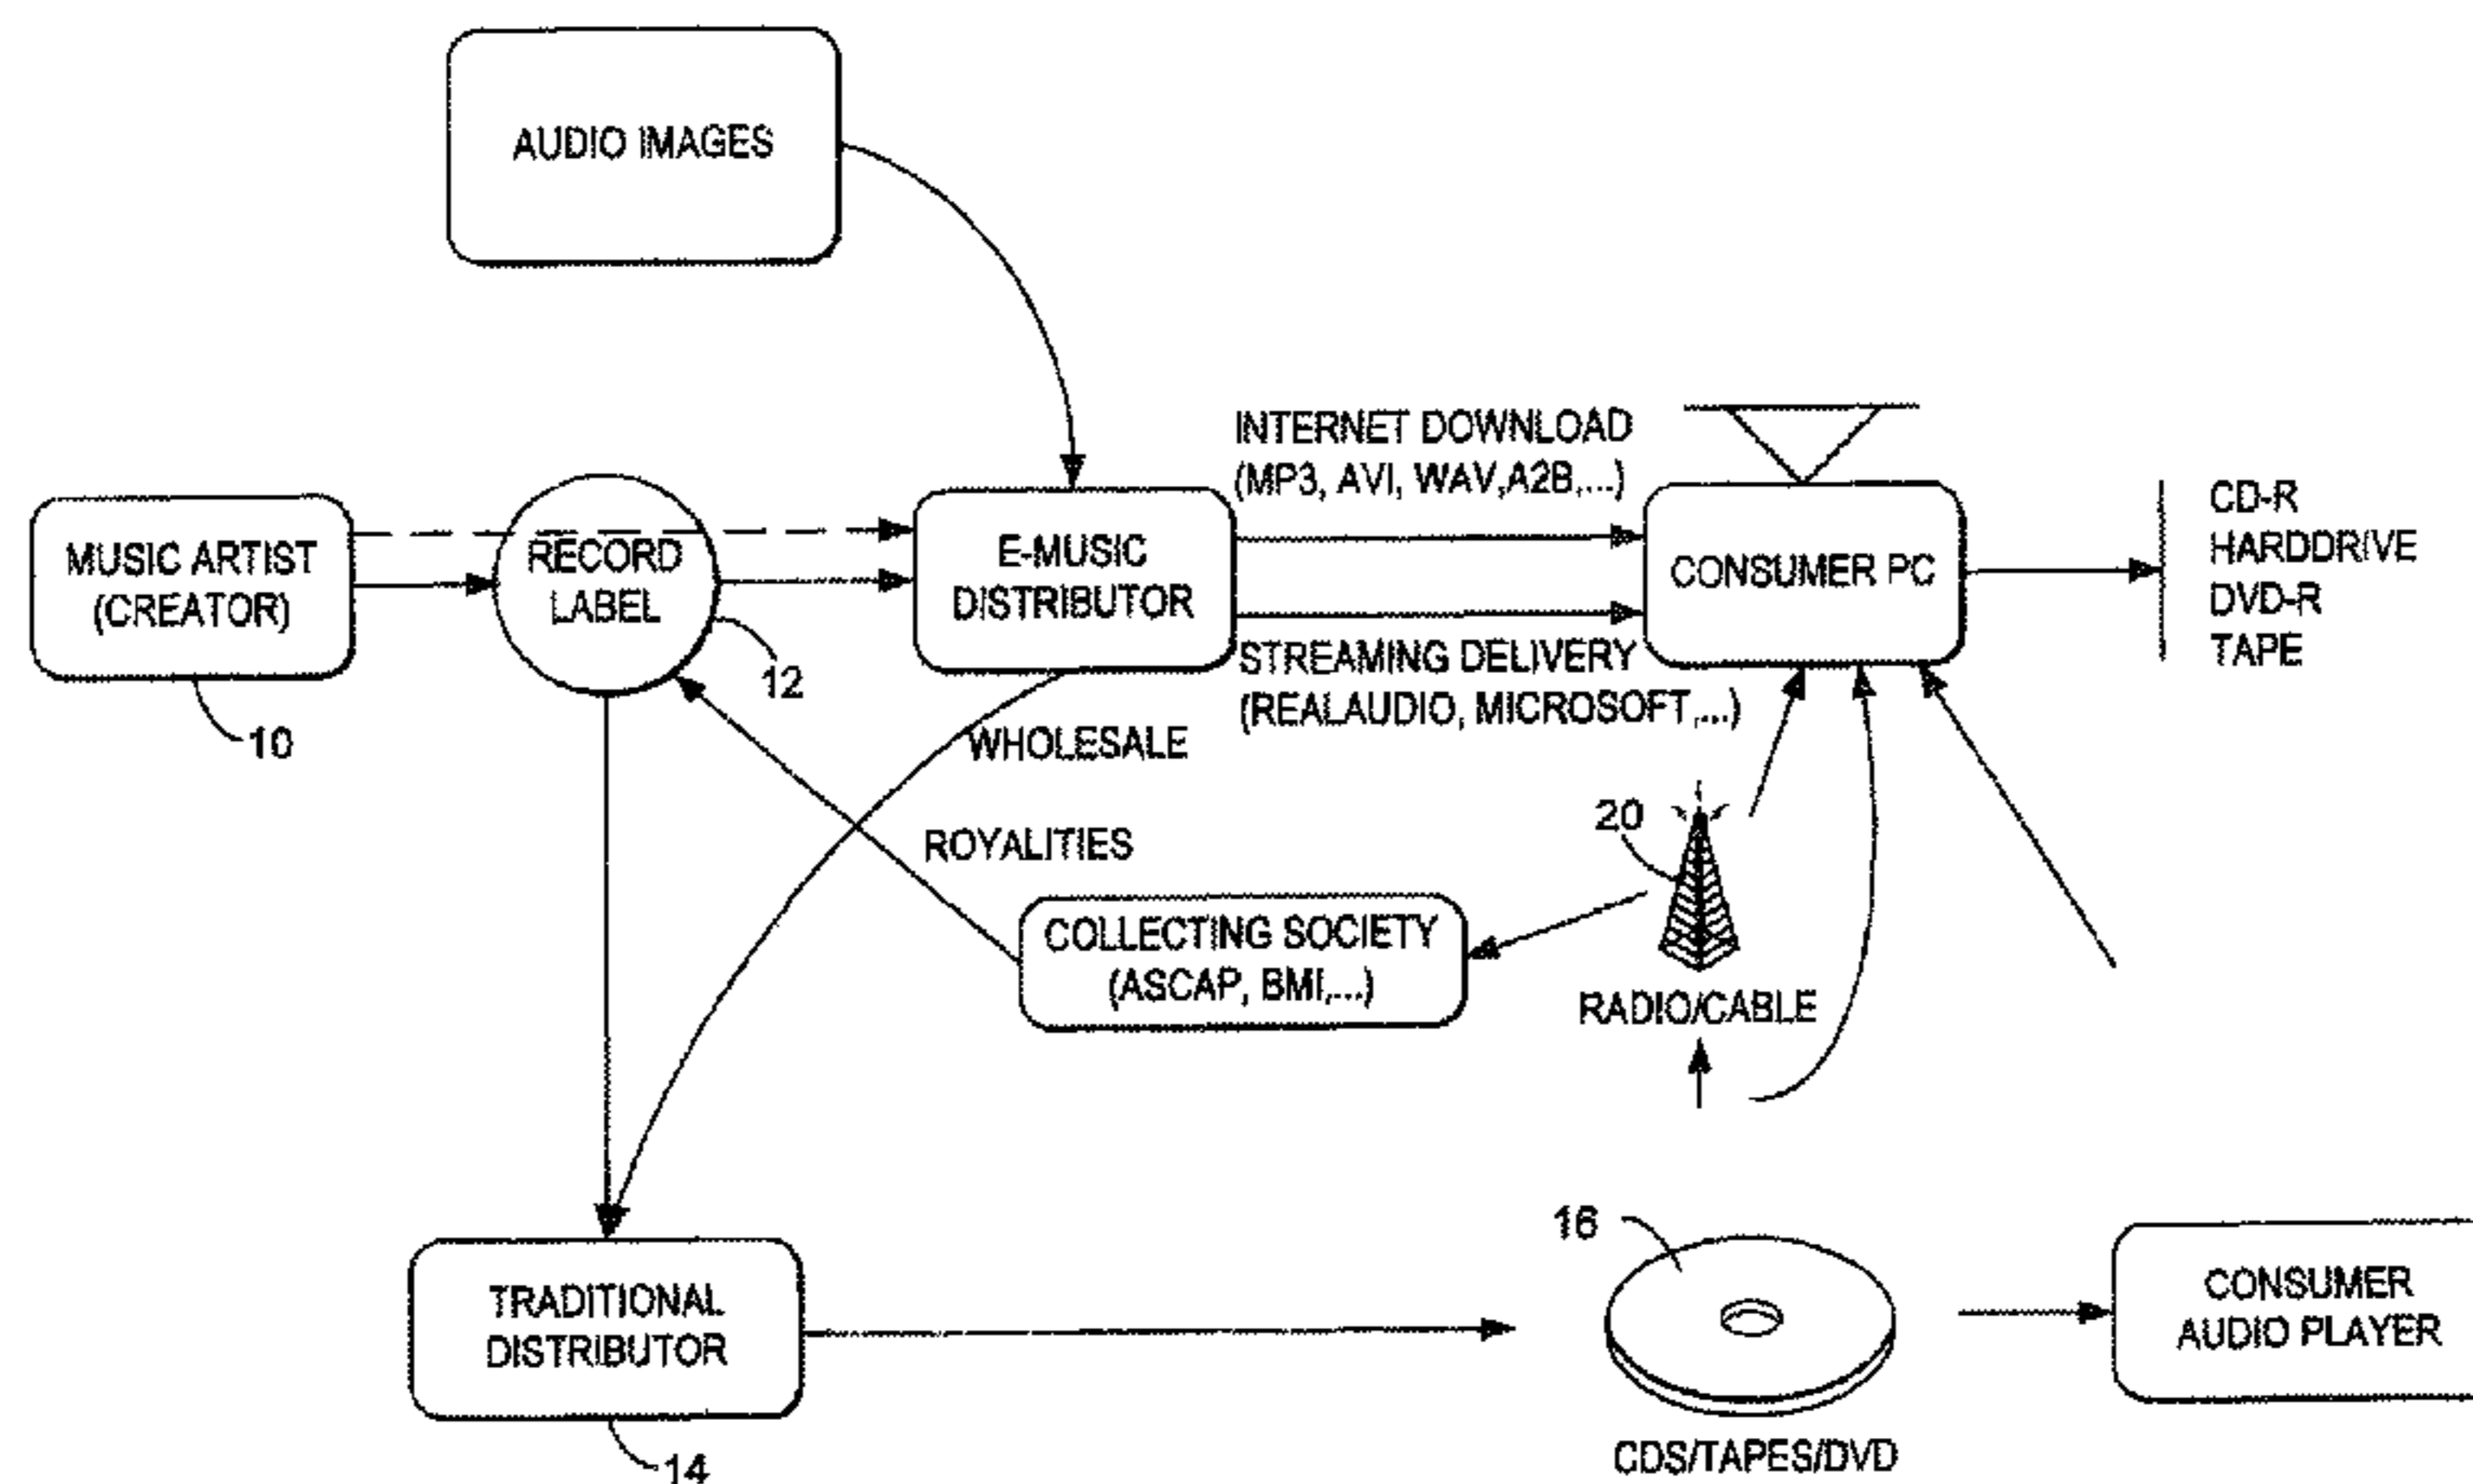 AUDIO IMAGES
INTERNET DOWNLOAD
(MP3, AVI, WAV,A2B,...)
MUSIC ARTIST
(CREATOR)
10
RECORD
LABEL
12
E-MUSIC
DISTRIBUTOR
CONSUMER PC
CD-R
HARDDRIVE
DVD-R
TAPE
STREAMING DELIVERY
(REALAUDIO, MICROSOFT,...)
WHOLESALE
ROYALITIES
20
COLLECTING SOCIETY
(ASCAP, BMI,...)
RADIO/CABLE
TRADITIONAL
DISTRIBUTOR
14
16
CDS/TAPES/DVD
CONSUMER
AUDIO PLAYER